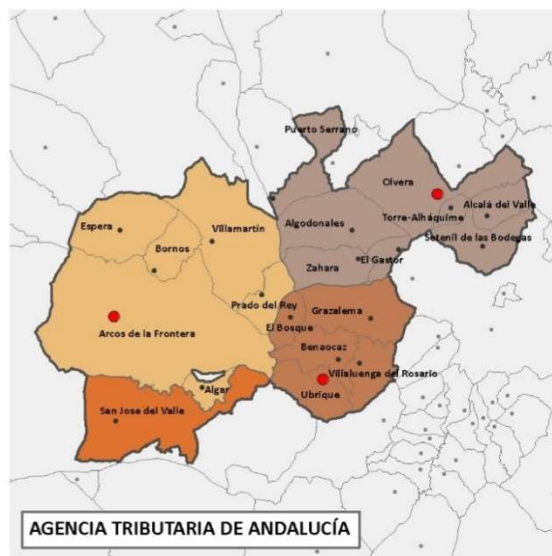 Puerto Serrano
Olvera
Alcalá del Valle
Torre-Alháquime
Espera
Villamartín
Algodonales
Setenil de las Bodegas
Bornos
El Gastor
Zahara
Prado del Rey
Grazalema
El Bosque
Arcos de la Frontera
Benaocaz
Villaluenga del Rosario
Algar
Ubrique
San Jose del Valle
AGENCIA TRIBUTARIA DE ANDALUCÍA